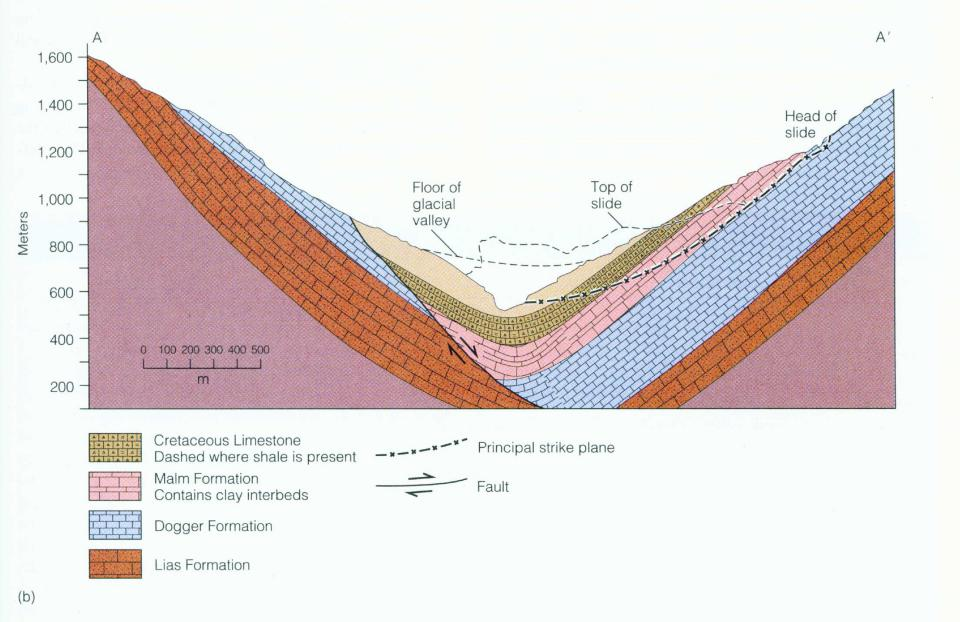 A
A'
1,600
1,400
1,200
1,000
800
600
400
200
Meters
Head of
slide
Floor of
glacial
valley
Top of
slide
0 100 200 300 400 500
m
Cretaceous Limestone
Dashed where shale is present
Principal strike plane
Malm Formation
Contains clay interbeds
Fault
Dogger Formation
Lias Formation
(b)